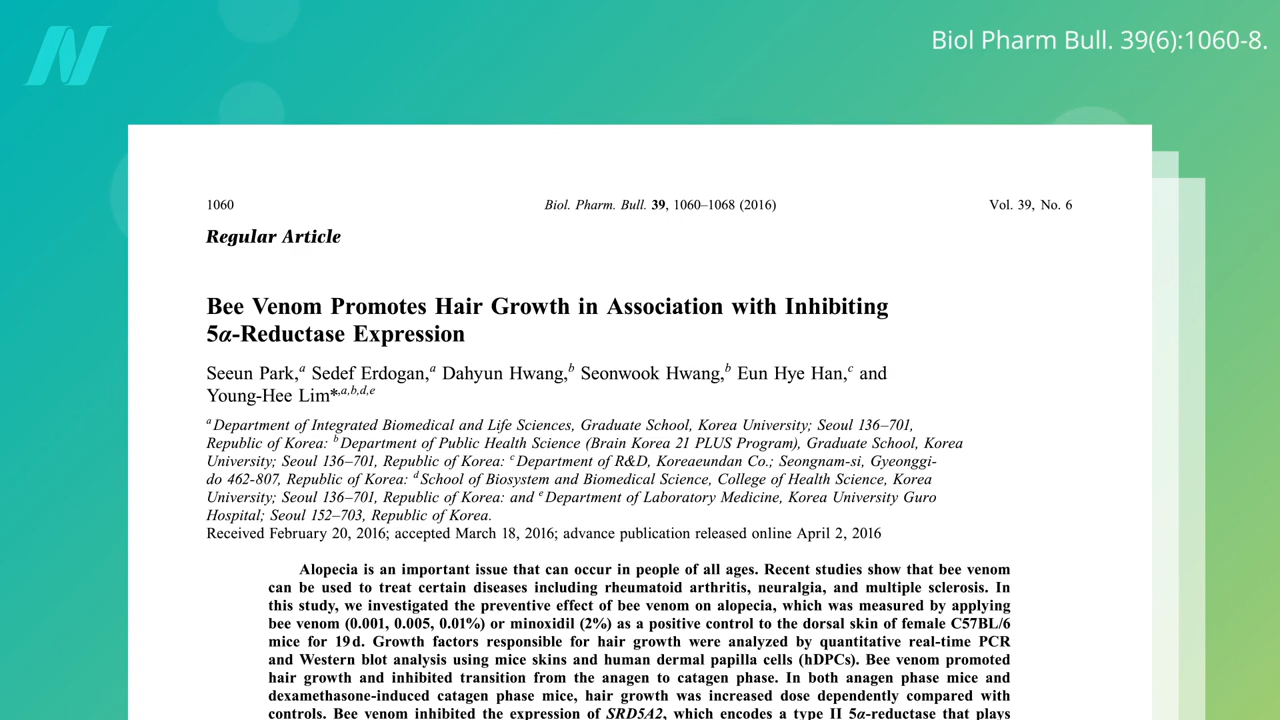 Biol Pharm Bull. 39(6):1060-8.
1060 Biol. Pharm. Bull. 39, 1060–1068 (2016) Vol. 39, No. 6
Regular Article
Bee Venom Promotes Hair Growth in Association with Inhibiting
5α-Reductase Expression
Seeun Park,a Sedef Erdogan,a Dahyun Hwang,b Seonwook Hwang,b Eun Hye Han,c and
Young-Hee Lim*,a,b,d,e
a Department of Integrated Biomedical and Life Sciences, Graduate School, Korea University; Seoul 136–701,
Republic of Korea: b Department of Public Health Science (Brain Korea 21 PLUS Program), Graduate School, Korea
University; Seoul 136–701, Republic of Korea: c Department of R&D, Koreaeundan Co.; Seongnam-si, Gyeonggi-
do 462-807, Republic of Korea: d School of Biosystem and Biomedical Science, College of Health Science, Korea
University; Seoul 136–701, Republic of Korea: and e Department of Laboratory Medicine, Korea University Guro
Hospital; Seoul 152–703, Republic of Korea.
Received February 20, 2016; accepted March 18, 2016; advance publication released online April 2, 2016
Alopecia is an important issue that can occur in people of all ages. Recent studies show that bee venom
can be used to treat certain diseases including rheumatoid arthritis, neuralgia, and multiple sclerosis. In
this study, we investigated the preventive effect of bee venom on alopecia, which was measured by applying
bee venom (0.001, 0.005, 0.01%) or minoxidil (2%) as a positive control to the dorsal skin of female C57BL/6
mice for 19 d. Growth factors responsible for hair growth were analyzed by quantitative real-time PCR
and Western blot analysis using mice skins and human dermal papilla cells (hDPCs). Bee venom promoted
hair growth and inhibited transition from the anagen to catagen phase. In both anagen phase mice and
dexamethasone-induced catagen phase mice, hair growth was increased dose dependently compared with
controls. Bee venom inhibited the expression of SRD5A2, which encodes a type II 5α-reductase that plays